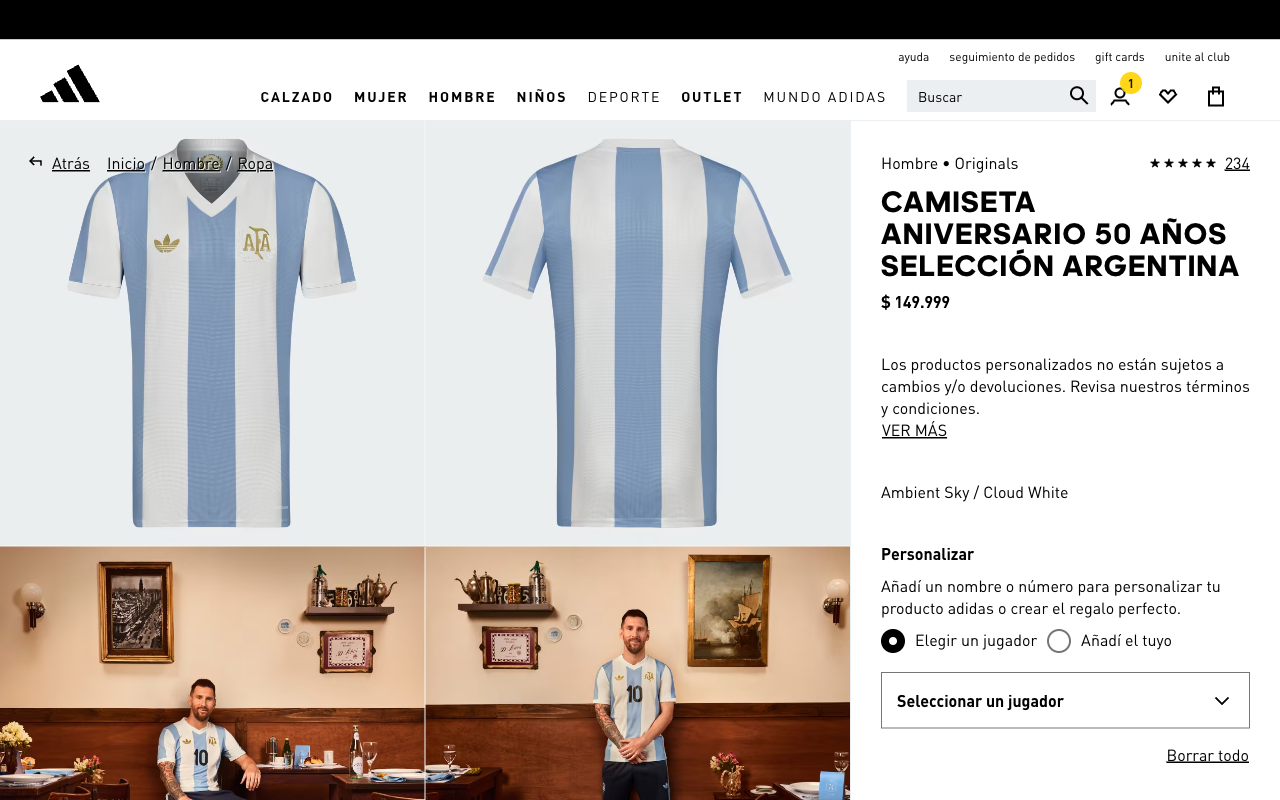 ayuda seguimiento de pedidos gift cards unite al club
CALZADO MUJER HOMBRE NIÑOS DEPORTE OUTLET MUNDO ADIDAS
Buscar
1
Atrás Inicio / Hombre / Ropa
AFA
Hombre • Originals
★★★★★ 234
CAMISETA
ANIVERSARIO 50 AÑOS
SELECCIÓN ARGENTINA
$ 149.999
Los productos personalizados no están sujetos a
cambios y/o devoluciones. Revisa nuestros términos
y condiciones.
VER MÁS
Ambient Sky / Cloud White
Personalizar
Añadí un nombre o número para personalizar tu
producto adidas o crear el regalo perfecto.
Elegir un jugador Añadí el tuyo
Seleccionar un jugador
Borrar todo
10
10